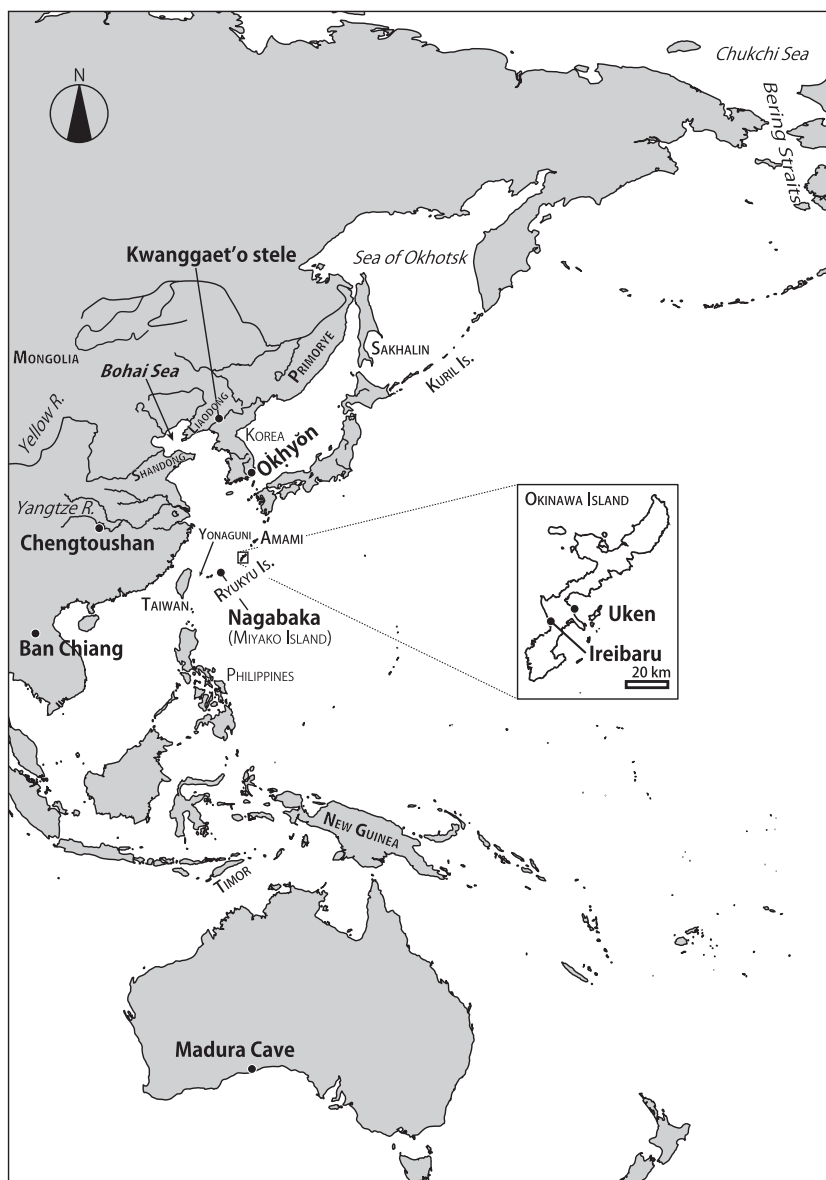 Chukchi Sea
Bering Straits
N
Kwanggaet'o stele
Sea of Okhotsk
MONGOLIA
Bohai Sea
PRIMORYE
SAKHALIN
KURIL IS.
Yellow R.
LIAODONG
KOREA
Okhyŏn
SHANDONG
Yangtze R.
Chengtoushan
YONAGUNI
AMAMI
RYUKYU IS.
TAIWAN
Nagabaka
(MIYAKO ISLAND)
Ban Chiang
PHILIPPINES
OKINAWA ISLAND
Uken
Ireibaru
20 km
NEW GUINEA
TIMOR
Madura Cave